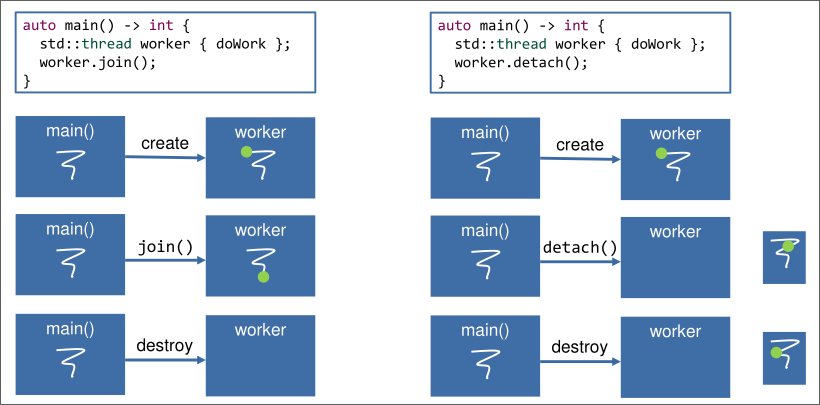 auto main() -> int {
  std::thread worker { doWork };
  worker.join();
}
main()
create
worker
main()
join()
worker
main()
destroy
worker
auto main() -> int {
  std::thread worker { doWork };
  worker.detach();
}
main()
create
worker
main()
detach()
worker
main()
destroy
worker